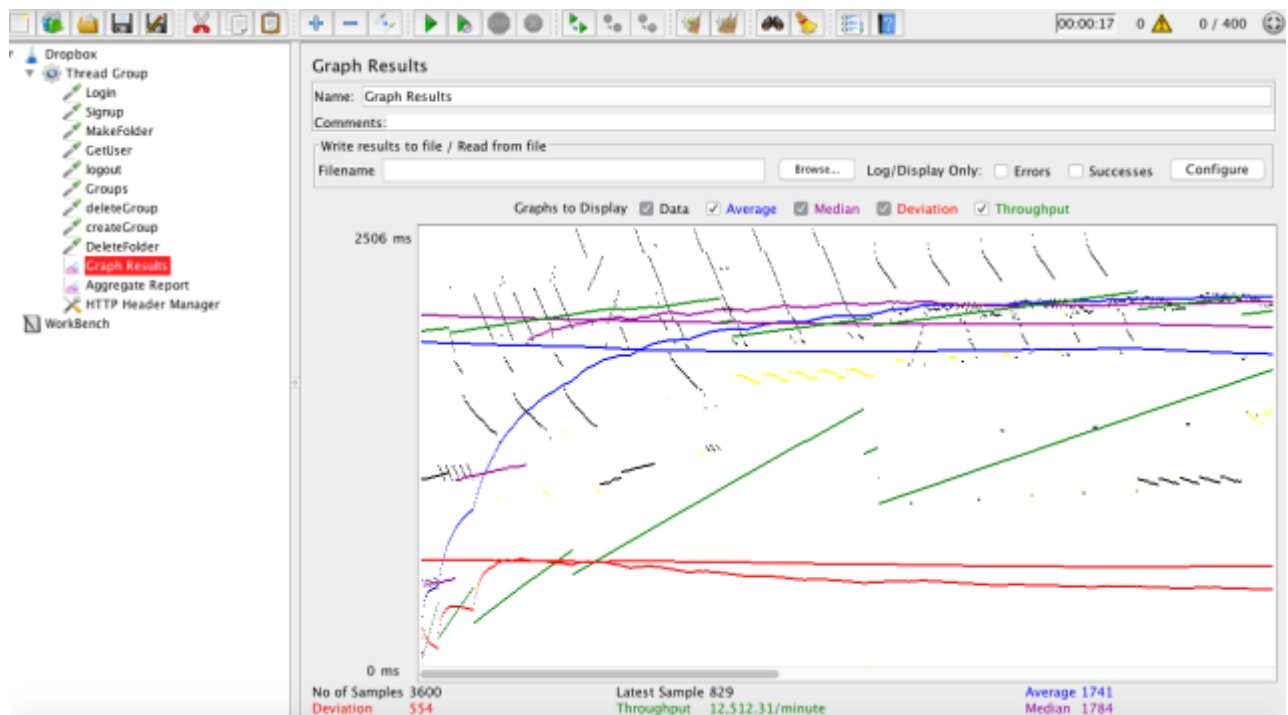 00:00:17 0 0 / 400
Dropbox
Thread Group
Login
Signup
MakeFolder
GetUser
logout
Groups
deleteGroup
createGroup
DeleteFolder
Graph Results
Aggregate Report
HTTP Header Manager
WorkBench
Graph Results
Name: Graph Results
Comments:
Write results to file / Read from file
Filename Browse... Log/Display Only: Errors Successes Configure
Graphs to Display Data Average Median Deviation Throughput
2506 ms
0 ms
No of Samples 3600 Latest Sample 829 Average 1741
Deviation 554 Throughput 12,512.31/minute Median 1784